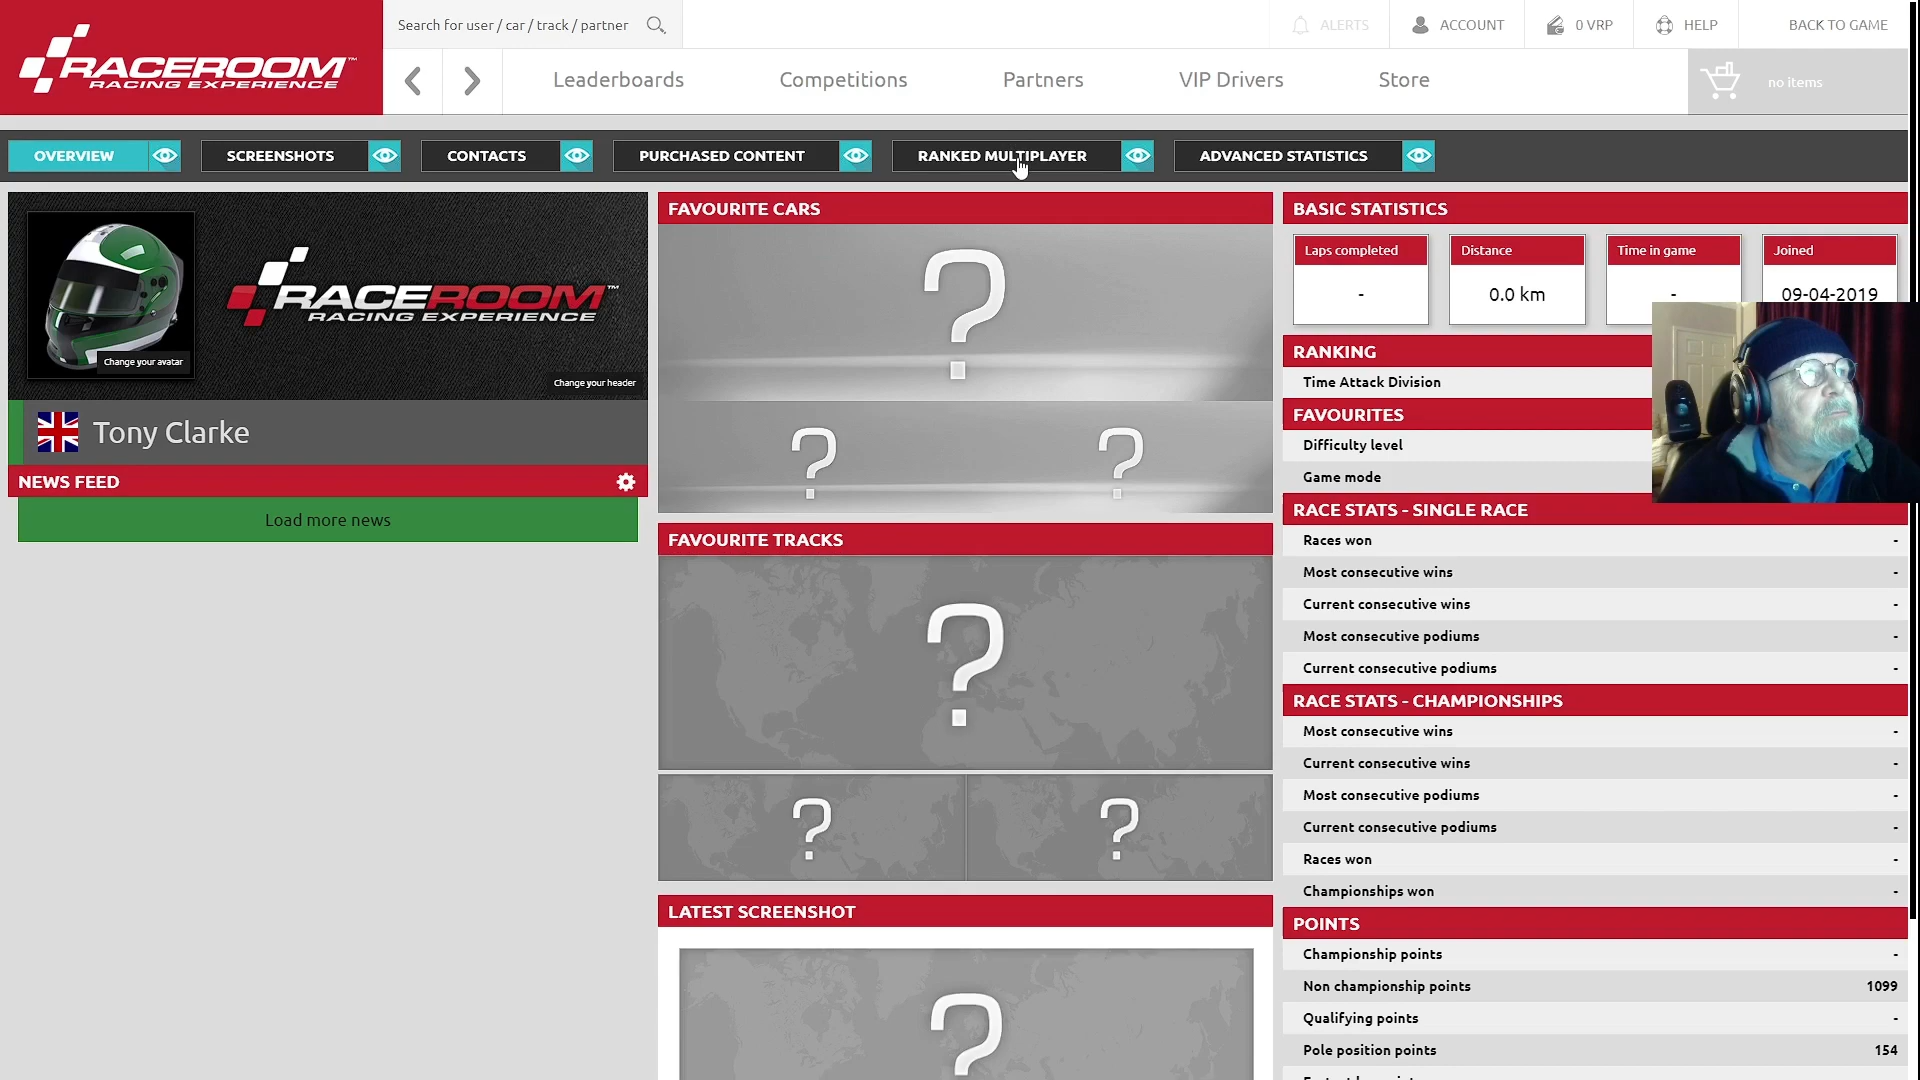 RACEROOM™
RACING EXPERIENCE
Search for user / car / track / partner
ALERTS
ACCOUNT
0 VRP
HELP
BACK TO GAME
Leaderboards
Competitions
Partners
VIP Drivers
Store
no items
OVERVIEW
SCREENSHOTS
CONTACTS
PURCHASED CONTENT
RANKED MULTIPLAYER
ADVANCED STATISTICS
RACEROOM™
RACING EXPERIENCE
Change your avatar
Change your header
Tony Clarke
NEWS FEED
Load more news
FAVOURITE CARS
?
? ?
FAVOURITE TRACKS
?
? ?
LATEST SCREENSHOT
?
BASIC STATISTICS
Laps completed
-
Distance
0.0 km
Time in game
-
Joined
09-04-2019
RANKING
Time Attack Division
FAVOURITES
Difficulty level
Game mode
RACE STATS - SINGLE RACE
Races won -
Most consecutive wins -
Current consecutive wins -
Most consecutive podiums -
Current consecutive podiums -
RACE STATS - CHAMPIONSHIPS
Most consecutive wins -
Current consecutive wins -
Most consecutive podiums -
Current consecutive podiums -
Races won -
Championships won -
POINTS
Championship points -
Non championship points 1099
Qualifying points -
Pole position points 154